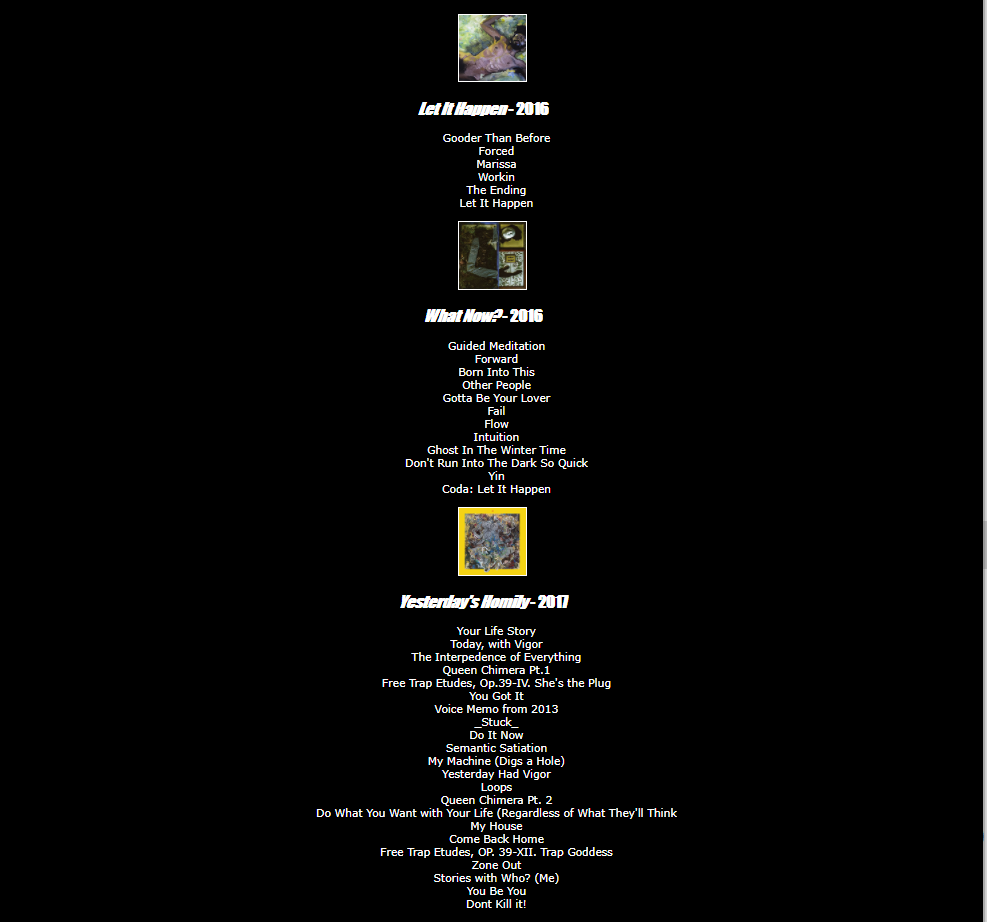 Let It Happen - 2016
Gooder Than Before
Forced
Marissa
Workin
The Ending
Let It Happen
What Now? - 2016
Guided Meditation
Forward
Born Into This
Other People
Gotta Be Your Lover
Fail
Flow
Intuition
Ghost In The Winter Time
Don't Run Into The Dark So Quick
Yin
Coda: Let It Happen
Yesterday's Homily - 2017
Your Life Story
Today, with Vigor
The Interpedence of Everything
Queen Chimera Pt.1
Free Trap Etudes, Op.39-IV. She's the Plug
You Got It
Voice Memo from 2013
_Stuck_
Do It Now
Semantic Satiation
My Machine (Digs a Hole)
Yesterday Had Vigor
Loops
Queen Chimera Pt. 2
Do What You Want with Your Life (Regardless of What They'll Think
My House
Come Back Home
Free Trap Etudes, OP. 39-XII. Trap Goddess
Zone Out
Stories with Who? (Me)
You Be You
Dont Kill it!